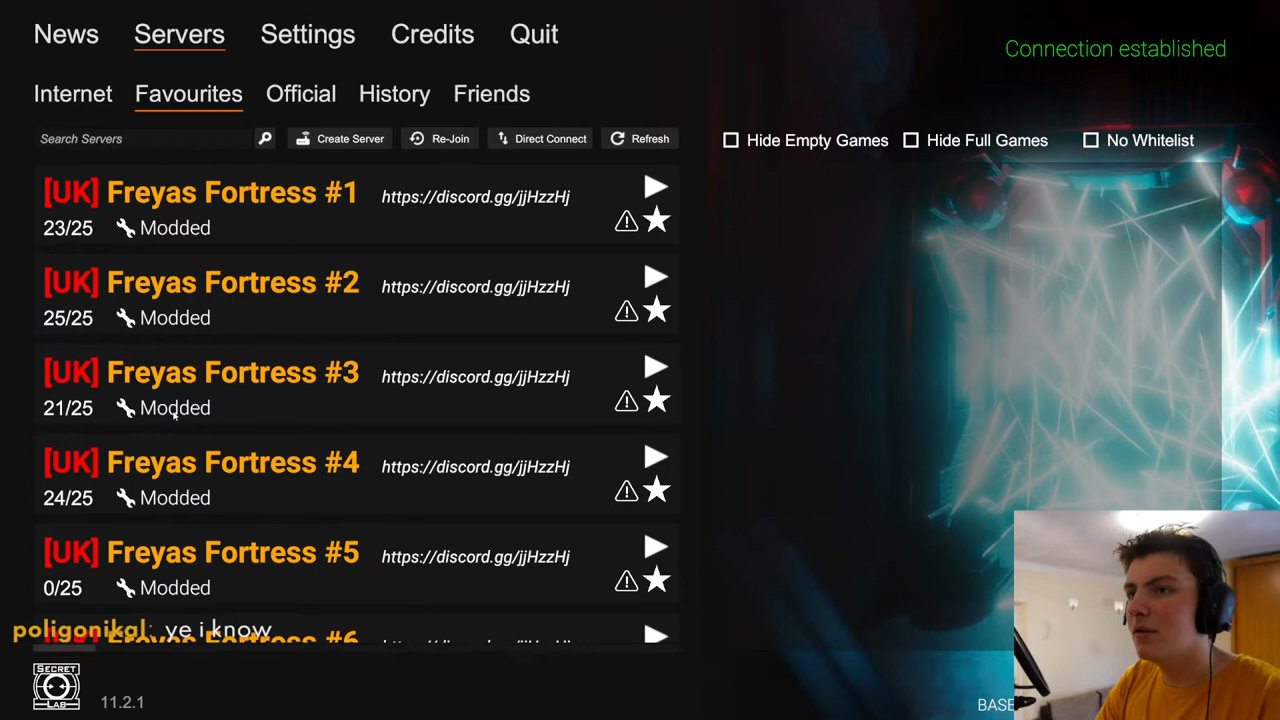 News Servers Settings Credits Quit
Connection established
Internet Favourites Official History Friends
Search Servers Create Server Re-Join Direct Connect Refresh
Hide Empty Games Hide Full Games No Whitelist
[UK] Freyas Fortress #1 https://discord.gg/jjHzzHj
23/25 Modded
[UK] Freyas Fortress #2 https://discord.gg/jjHzzHj
25/25 Modded
[UK] Freyas Fortress #3 https://discord.gg/jjHzzHj
21/25 Modded
[UK] Freyas Fortress #4 https://discord.gg/jjHzzHj
24/25 Modded
[UK] Freyas Fortress #5 https://discord.gg/jjHzzHj
0/25 Modded
Freyas Fortress #6
poligonikal: ye i know
SECRET
LAB
11.2.1
BASE